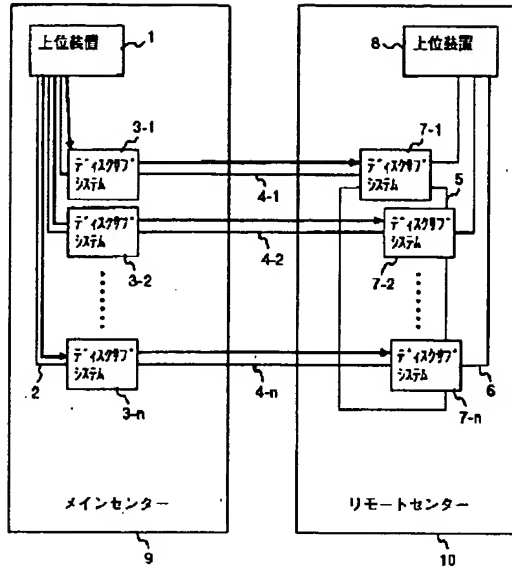 上位装置
1
8
上位装置
3-1
7-1
ディスクサブ
システム
ディスクサブ
システム
5
4-1
ディスクサブ
システム
ディスクサブ
システム
4-2
3-2
7-2
ディスクサブ
システム
ディスクサブ
システム
2
4-n
6
3-n
7-n
メインセンター
リモートセンター
9
10